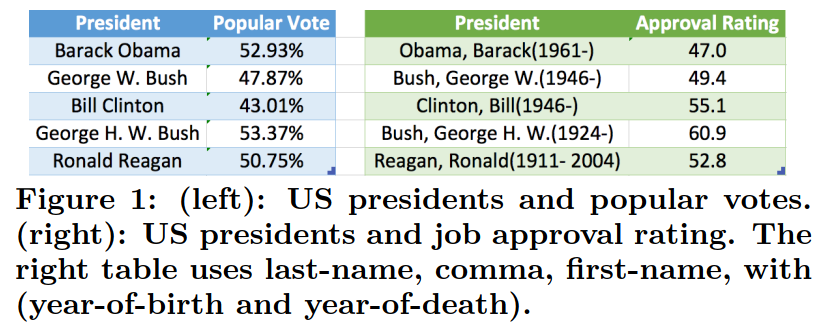 President Popular Vote
Barack Obama 52.93%
George W. Bush 47.87%
Bill Clinton 43.01%
George H. W. Bush 53.37%
Ronald Reagan 50.75%
President Approval Rating
Obama, Barack(1961-) 47.0
Bush, George W.(1946-) 49.4
Clinton, Bill(1946-) 55.1
Bush, George H. W.(1924-) 60.9
Reagan, Ronald(1911- 2004) 52.8
Figure 1: (left): US presidents and popular votes.
(right): US presidents and job approval rating. The
right table uses last-name, comma, first-name, with
(year-of-birth and year-of-death).